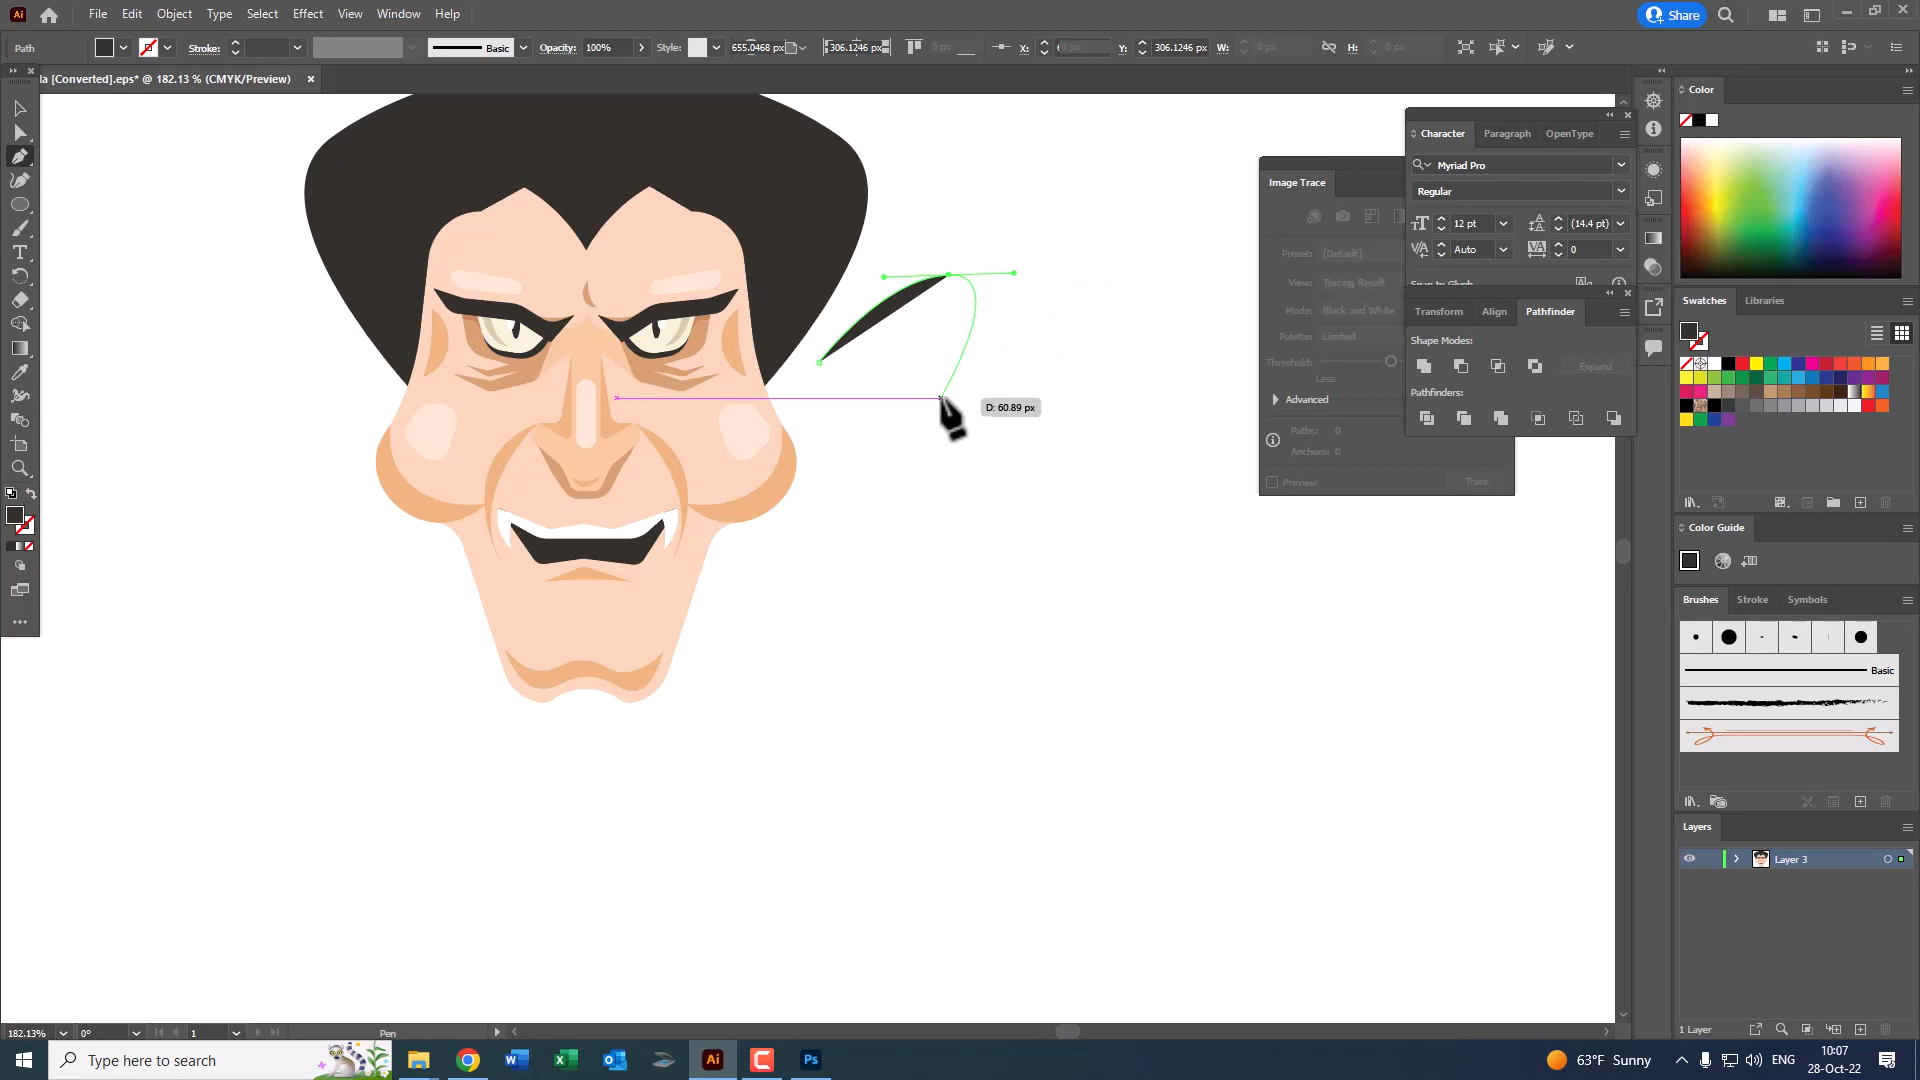 Ai File Edit Object Type Select Effect View Window Help Share
Path Stroke: Basic Opacity: 100% Style: 655.0468 px 306.1246 px 0 px X: Y: 306.1246 px W: 0 px H: 0 px
la [Converted].eps* @ 182.13 % (CMYK/Preview)
Color
Character Paragraph OpenType
Myriad Pro
Image Trace
Regular
12 pt (14.4 pt)
Auto 0
Preset: [Default]
Snap to Glyph
View: Tracing Result
Swatches Libraries
Mode: Black and White
Transform Align Pathfinder
Palette: Limited
Shape Modes:
Threshold:
Expand
Less
Pathfinders:
Advanced
D: 60.89 px
Paths: 0
Anchors: 0
Preview Trace
Color Guide
Brushes Stroke Symbols
Basic
Layers
Layer 3
1 Layer
182.13% 0° 1 Pen
Type here to search
Ai Ps
63°F Sunny ENG
10:07
28-Oct-22